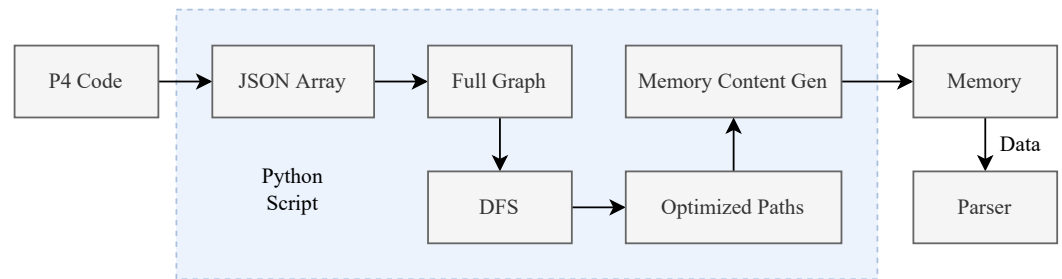 P4 Code
JSON Array
Full Graph
Memory Content Gen
Memory
Data
Python
Script
DFS
Optimized Paths
Parser